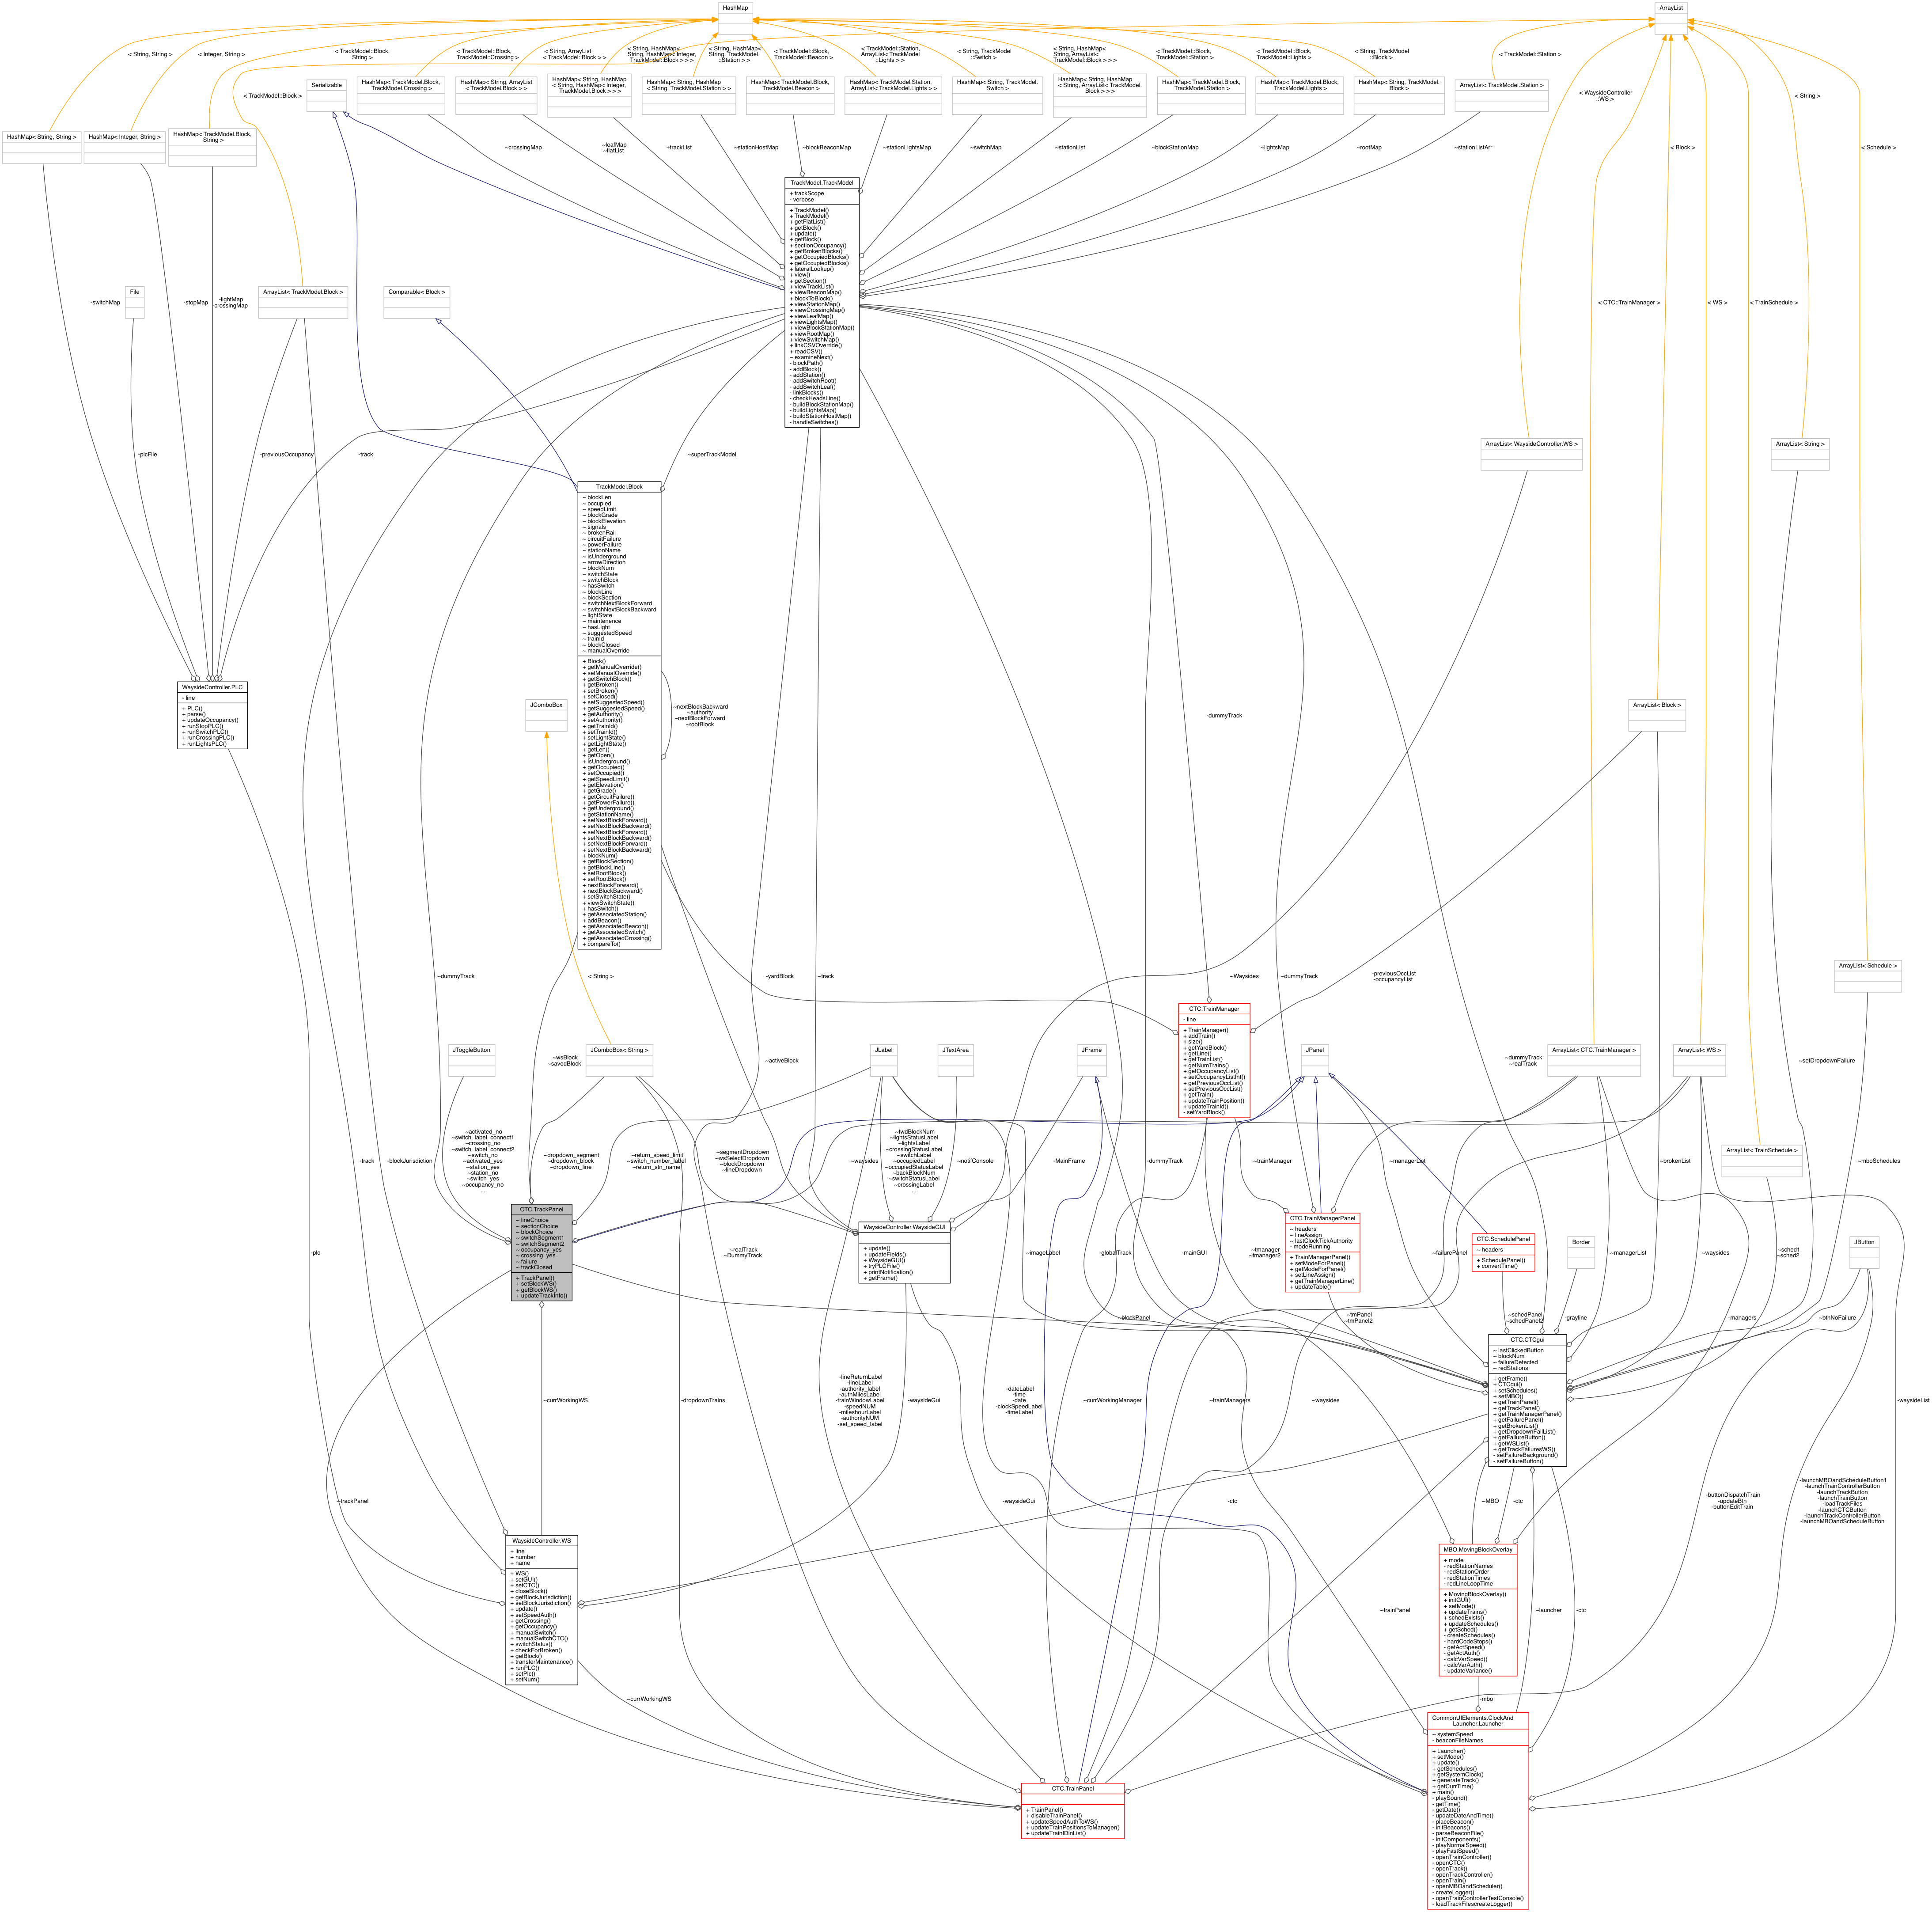 HashMap
ArrayList
< String, String >
< Integer, String >
< TrackModel::Block,
String >
< TrackModel::Block,
TrackModel::Crossing >
< String, ArrayList
< TrackModel::Block > >
< String, HashMap<
String, HashMap< Integer,
TrackModel::Block > > >
< String, HashMap<
String, TrackModel
::Station > >
< TrackModel::Block,
TrackModel::Beacon >
< TrackModel::Station,
ArrayList< TrackModel
::Lights > >
< String, TrackModel
::Switch >
< String, HashMap<
String, ArrayList<
TrackModel::Block > > >
< TrackModel::Block,
TrackModel::Station >
< TrackModel::Block,
TrackModel::Lights >
< String, TrackModel
::Block >
< TrackModel::Station >
< TrackModel::Block >
< WaysideController
::WS >
< String >
< Block >
< Schedule >
Serializable
HashMap< TrackModel.Block,
TrackModel.Crossing >
HashMap< String, ArrayList
< TrackModel.Block > >
HashMap< String, HashMap
< String, HashMap< Integer,
TrackModel.Block > > >
HashMap< String, HashMap
< String, TrackModel.Station > >
HashMap< TrackModel.Block,
TrackModel.Beacon >
HashMap< TrackModel.Station,
ArrayList< TrackModel.Lights > >
HashMap< String, TrackModel.
Switch >
HashMap< String, HashMap
< String, ArrayList< TrackModel.
Block > > >
HashMap< TrackModel.Block,
TrackModel.Station >
HashMap< TrackModel.Block,
TrackModel.Lights >
HashMap< String, TrackModel.
Block >
ArrayList< TrackModel.Station >
HashMap< String, String >
HashMap< Integer, String >
HashMap< TrackModel.Block,
String >
~crossingMap
~leafMap
~flatList
+trackList
~stationHostMap
~blockBeaconMap
~stationLightsMap
~switchMap
~stationList
~blockStationMap
~lightsMap
~rootMap
~stationListArr
TrackModel.TrackModel
+ trackScope
- verbose
+ TrackModel()
+ TrackModel()
+ getFlatList()
+ getBlock()
+ update()
+ getBlock()
+ sectionOccupancy()
+ getBrokenBlocks()
+ getOccupiedBlocks()
+ getOccupiedBlocks()
+ lateralLookup()
+ view()
+ getSection()
+ viewTrackList()
+ viewBeaconMap()
+ blockToBlock()
+ viewStationMap()
+ viewCrossingMap()
+ viewLeafMap()
+ viewLightsMap()
+ viewBlockStationMap()
+ viewRootMap()
+ viewSwitchMap()
+ linkCSVOverride()
+ readCSV()
~ examineNext()
- blockPath()
- addBlock()
- addStation()
- addSwitchRoot()
- addSwitchLeaf()
- linkBlocks()
- checkHeadsLine()
- buildBlockStationMap()
- buildLightsMap()
- buildStationHostMap()
- handleSwitches()
File
ArrayList< TrackModel.Block >
Comparable< Block >
-switchMap
-stopMap
-lightMap
-crossingMap
< CTC::TrainManager >
< WS >
< TrainSchedule >
-plcFile
-previousOccupancy
-track
~superTrackModel
ArrayList< WaysideController.WS >
ArrayList< String >
TrackModel.Block
~ blockLen
~ occupied
~ speedLimit
~ blockGrade
~ blockElevation
~ signals
~ brokenRail
~ circuitFailure
~ powerFailure
~ stationName
~ isUnderground
~ arrowDirection
~ blockNum
~ switchState
~ switchBlock
~ hasSwitch
~ blockLine
~ blockSection
~ switchNextBlockForward
~ switchNextBlockBackward
~ lightState
~ maintenence
~ hasLight
~ suggestedSpeed
~ trainId
~ blockClosed
~ manualOverride
+ Block()
+ getManualOverride()
+ setManualOverride()
+ getSwitchBlock()
+ getBroken()
+ setBroken()
+ setClosed()
+ setSuggestedSpeed()
+ getSuggestedSpeed()
+ getAuthority()
+ setAuthority()
+ getTrainId()
+ setTrainId()
+ setLightState()
+ getLightState()
+ getLen()
+ getOpen()
+ isUnderground()
+ getOccupied()
+ setOccupied()
+ getSpeedLimit()
+ getElevation()
+ getGrade()
+ getCircuitFailure()
+ getPowerFailure()
+ getUnderground()
+ getStationName()
+ setNextBlockForward()
+ setNextBlockBackward()
+ setNextBlockForward()
+ setNextBlockBackward()
+ setNextBlockForward()
+ setNextBlockBackward()
+ blockNum()
+ getBlockSection()
+ getBlockLine()
+ setRootBlock()
+ setRootBlock()
+ nextBlockForward()
+ nextBlockBackward()
+ setSwitchState()
+ viewSwitchState()
+ hasSwitch()
+ getAssociatedStation()
+ addBeacon()
+ getAssociatedBeacon()
+ getAssociatedSwitch()
+ getAssociatedCrossing()
+ compareTo()
WaysideController.PLC
- line
+ PLC()
+ parse()
+ updateOccupancy()
+ runStopPLC()
+ runSwitchPLC()
+ runCrossingPLC()
+ runLightsPLC()
JComboBox
~nextBlockBackward
~authority
~nextBlockForward
~rootBlock
-dummyTrack
ArrayList< Block >
< String >
~dummyTrack
-yardBlock
~track
~Waysides
~dummyTrack
-previousOccList
-occupancyList
ArrayList< Schedule >
CTC.TrainManager
- line
+ TrainManager()
+ addTrain()
+ size()
+ getYardBlock()
+ getLine()
+ getTrainList()
+ getNumTrains()
+ getOccupancyList()
+ setOccupancyListInt()
+ getPreviousOccList()
+ setPreviousOccList()
+ getTrain()
+ updateTrainPosition()
+ updateTrainId()
- setYardBlock()
JToggleButton
JComboBox< String >
JLabel
JTextArea
JFrame
JPanel
ArrayList< CTC.TrainManager >
ArrayList< WS >
~wsBlock
~savedBlock
~activeBlock
~dummyTrack
~realTrack
~setDropdownFailure
~activated_no
~switch_label_connect1
~crossing_no
~switch_label_connect2
~switch_no
~activated_yes
~station_yes
~station_no
~switch_yes
~occupancy_no
...
~dropdown_segment
~dropdown_block
~dropdown_line
~return_speed_limit
~switch_number_label
~return_stn_name
~segmentDropdown
~wsSelectDropdown
~blockDropdown
~lineDropdown
~waysides
~fwdBlockNum
~lightsStatusLabel
~lightsLabel
~crossingStatusLabel
~switchLabel
~occupiedLabel
~occupiedStatusLabel
~backBlockNum
~switchStatusLabel
~crossingLabel
...
~notifConsole
-MainFrame
~dummyTrack
~trainManager
~managerList
~brokenList
ArrayList< TrainSchedule >
~mboSchedules
CTC.TrackPanel
~ lineChoice
~ sectionChoice
~ blockChoice
~ switchSegment1
~ switchSegment2
~ occupancy_yes
~ crossing_yes
~ failure
~ trackClosed
+ TrackPanel()
+ setBlockWS()
+ getBlockWS()
+ updateTrackInfo()
WaysideController.WaysideGUI
+ update()
+ updateFields()
+ WaysideGUI()
+ tryPLCFile()
+ printNotification()
+ getFrame()
CTC.TrainManagerPanel
~ headers
~ lineAssign
~ lastClockTickAuthority
- modeRunning
+ TrainManagerPanel()
+ setModeForPanel()
+ getModeForPanel()
+ setLineAssign()
+ getTrainManagerLine()
+ updateTable()
CTC.SchedulePanel
~ headers
+ SchedulePanel()
+ convertTime()
Border
JButton
-track
-blockJurisdiction
-plc
~realTrack
~DummyTrack
~imageLabel
-globalTrack
~mainGUI
~tmanager
~tmanager2
~failurePanel
~managerList
~waysides
~sched1
~sched2
~blockPanel
~tmPanel
~tmPanel2
~schedPanel
~schedPanel2
~grayline
-managers
~btnNoFailure
CTC.CTCgui
~ lastClickedButton
~ blockNum
~ failureDetected
~ redStations
+ getFrame()
+ CTCgui()
+ setSchedules()
+ setMBO()
+ getTrainPanel()
+ getTrackPanel()
+ getTrainManagerPanel()
+ getFailurePanel()
+ getBrokenList()
+ getDropdownFailList()
+ getFailureButton()
+ getWSList()
+ getTrackFailuresWS()
- setFailureBackground()
- setFailureButton()
~currWorkingWS
-dropdownTrains
-lineReturnLabel
-lineLabel
-authority_label
-authMilesLabel
-trainWindowLabel
-speedNUM
-mileshourLabel
-authorityNUM
-set_speed_label
-waysideGui
-dateLabel
-time
-date
-clockSpeedLabel
-timeLabel
~currWorkingManager
~trainManagers
~waysides
-waysideList
~trackPanel
-waysideGui
-ctc
~MBO
-ctc
-buttonDispatchTrain
-updateBtn
-buttonEditTrain
-launchMBOandScheduleButton1
-launchTrainControllerButton
-launchTrackButton
-launchTrainButton
-loadTrackFiles
-launchCTCButton
-launchTrackControllerButton
-launchMBOandScheduleButton
WaysideController.WS
+ line
+ number
+ name
+ WS()
+ setGUI()
+ setCTC()
+ closeBlock()
+ getBlockJurisdiction()
+ setBlockJurisdiction()
+ update()
+ setSpeedAuth()
+ getCrossing()
+ getOccupancy()
+ manualSwitch()
+ manualSwitchCTC()
+ switchStatus()
+ checkForBroken()
+ getBlock()
+ transferMaintenance()
+ runPLC()
+ setPlc()
+ setNum()
MBO.MovingBlockOverlay
+ mode
- redStationNames
- redStationOrder
- redStationTimes
- redLineLoopTime
+ MovingBlockOverlay()
+ initGUI()
+ setMode()
+ updateTrains()
+ schedExists()
+ updateSchedules()
+ getSched()
- createSchedules()
- hardCodeStops()
- getActSpeed()
- getActAuth()
- calcVarSpeed()
- calcVarAuth()
- updateVariance()
~trainPanel
~launcher
-ctc
~currWorkingWS
-mbo
CTC.TrainPanel
+ TrainPanel()
+ disableTrainPanel()
+ updateSpeedAuthToWS()
+ updateTrainPositionsToManager()
+ updateTrainIDinList()
CommonUIElements.ClockAnd
Launcher.Launcher
~ systemSpeed
- beaconFileNames
+ Launcher()
+ setMode()
+ update()
+ getSchedules()
+ getSystemClock()
+ generateTrack()
+ getCurrTime()
+ main()
- playSound()
- getTime()
- getDate()
- updateDateAndTime()
- placeBeacon()
- initBeacons()
- parseBeaconFile()
- initComponents()
- playNormalSpeed()
- playFastSpeed()
- openTrainController()
- openCTC()
- openTrack()
- openTrackController()
- openTrain()
- openMBOandScheduler()
- createLogger()
- openTrainControllerTestConsole()
- loadTrackFilescreateLogger()